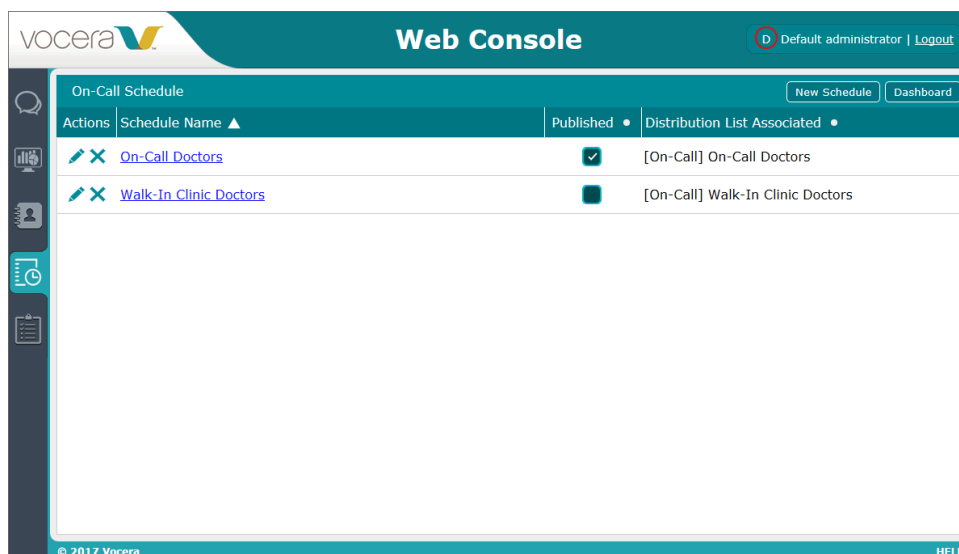 vocera
Web Console
D Default administrator | Logout
On-Call Schedule
New Schedule
Dashboard
Actions Schedule Name ▲ Published • Distribution List Associated •
On-Call Doctors [On-Call] On-Call Doctors
Walk-In Clinic Doctors [On-Call] Walk-In Clinic Doctors
© 2017 Vocera